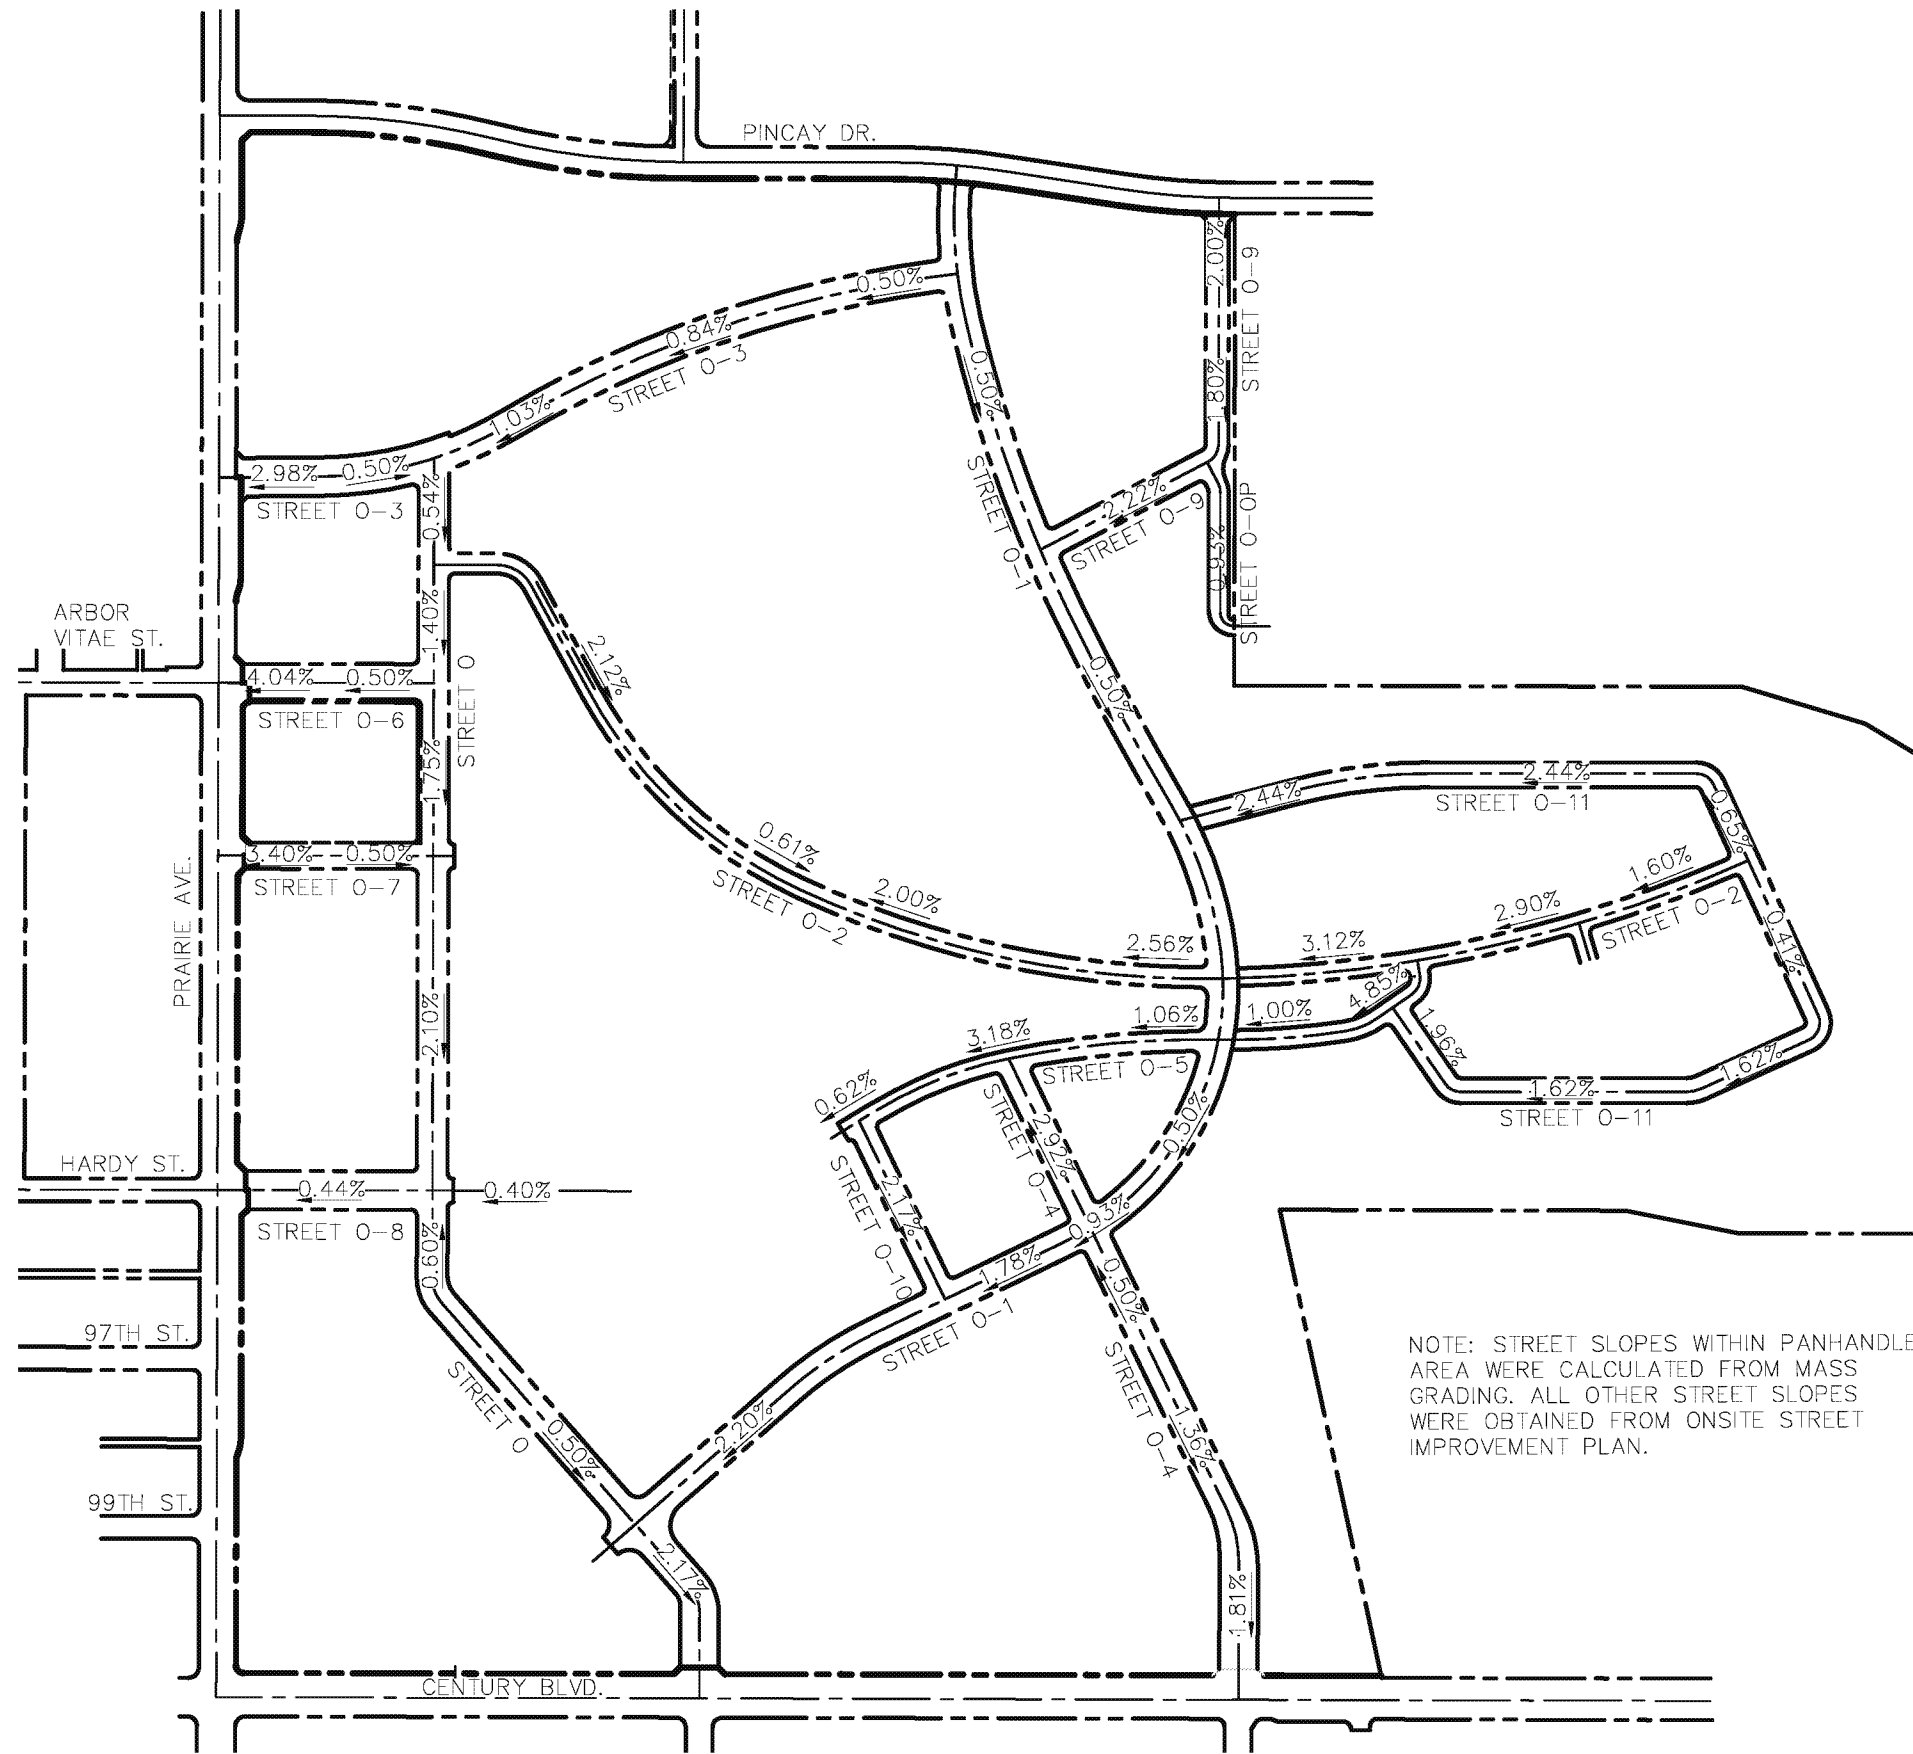 PINCAY DR.
2.00%
STREET O-9
0.50%
0.84%
STREET O-3
1.80%
0.50%
1.03%
2.98%
0.50%
0.54%
STREET O-3
STREET O-1
2.22%
STREET O-9
0.93%
STREET O-OP
ARBOR
VITAE ST.
1.40%
2.12%
4.04%
0.50%
STREET O-6
STREET O
0.50%
1.75%
2.44%
2.44%
STREET O-11
0.65%
3.40%
0.50%
STREET O-7
0.61%
STREET O-2
2.00%
1.60%
STREET O-2
2.90%
PRAIRIE AVE.
2.56%
3.12%
0.41%
2.10%
1.06%
1.00%
4.85%
3.18%
1.96%
STREET O-5
1.62%
1.62%
STREET O-11
0.62%
STREET O-4
2.92%
0.50%
HARDY ST.
0.44%
0.40%
STREET O-8
2.17%
STREET O-10
0.93%
0.60%
1.78%
STREET O-1
0.50%
97TH ST.
STREET O-4
NOTE: STREET SLOPES WITHIN PANHANDLE
AREA WERE CALCULATED FROM MASS
GRADING. ALL OTHER STREET SLOPES
WERE OBTAINED FROM ONSITE STREET
IMPROVEMENT PLAN.
STREET O
0.50%
2.20%
1.36%
99TH ST.
2.17%
1.81%
CENTURY BLVD.